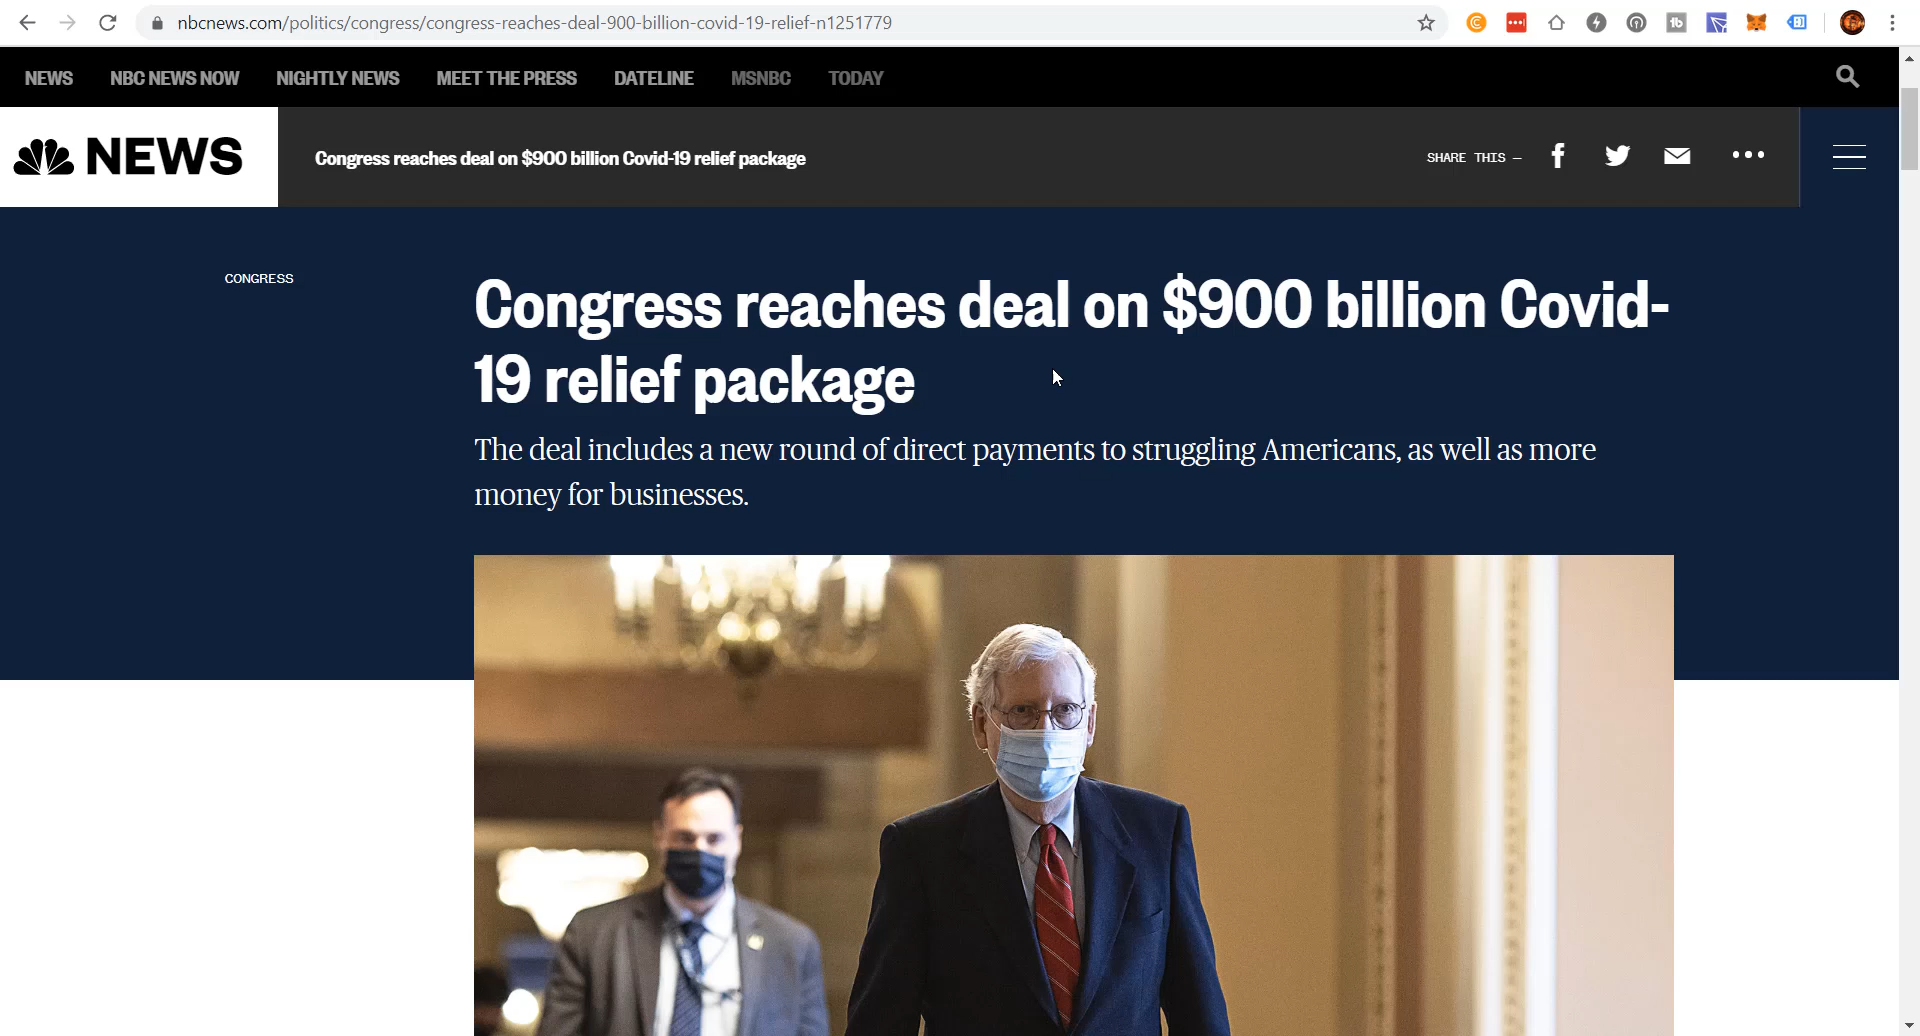 nbcnews.com/politics/congress/congress-reaches-deal-900-billion-covid-19-relief-n1251779
NEWS NBC NEWS NOW NIGHTLY NEWS MEET THE PRESS DATELINE MSNBC TODAY
NEWS Congress reaches deal on $900 billion Covid-19 relief package SHARE THIS —
CONGRESS
Congress reaches deal on $900 billion Covid-
19 relief package
The deal includes a new round of direct payments to struggling Americans, as well as more
money for businesses.